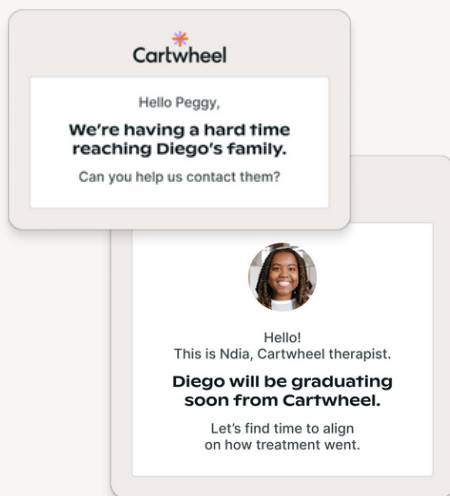 Cartwheel
Hello Peggy,
We're having a hard time
reaching Diego's family.
Can you help us contact them?
Hello!
This is Ndia, Cartwheel therapist.
Diego will be graduating
soon from Cartwheel.
Let's find time to align
on how treatment went.